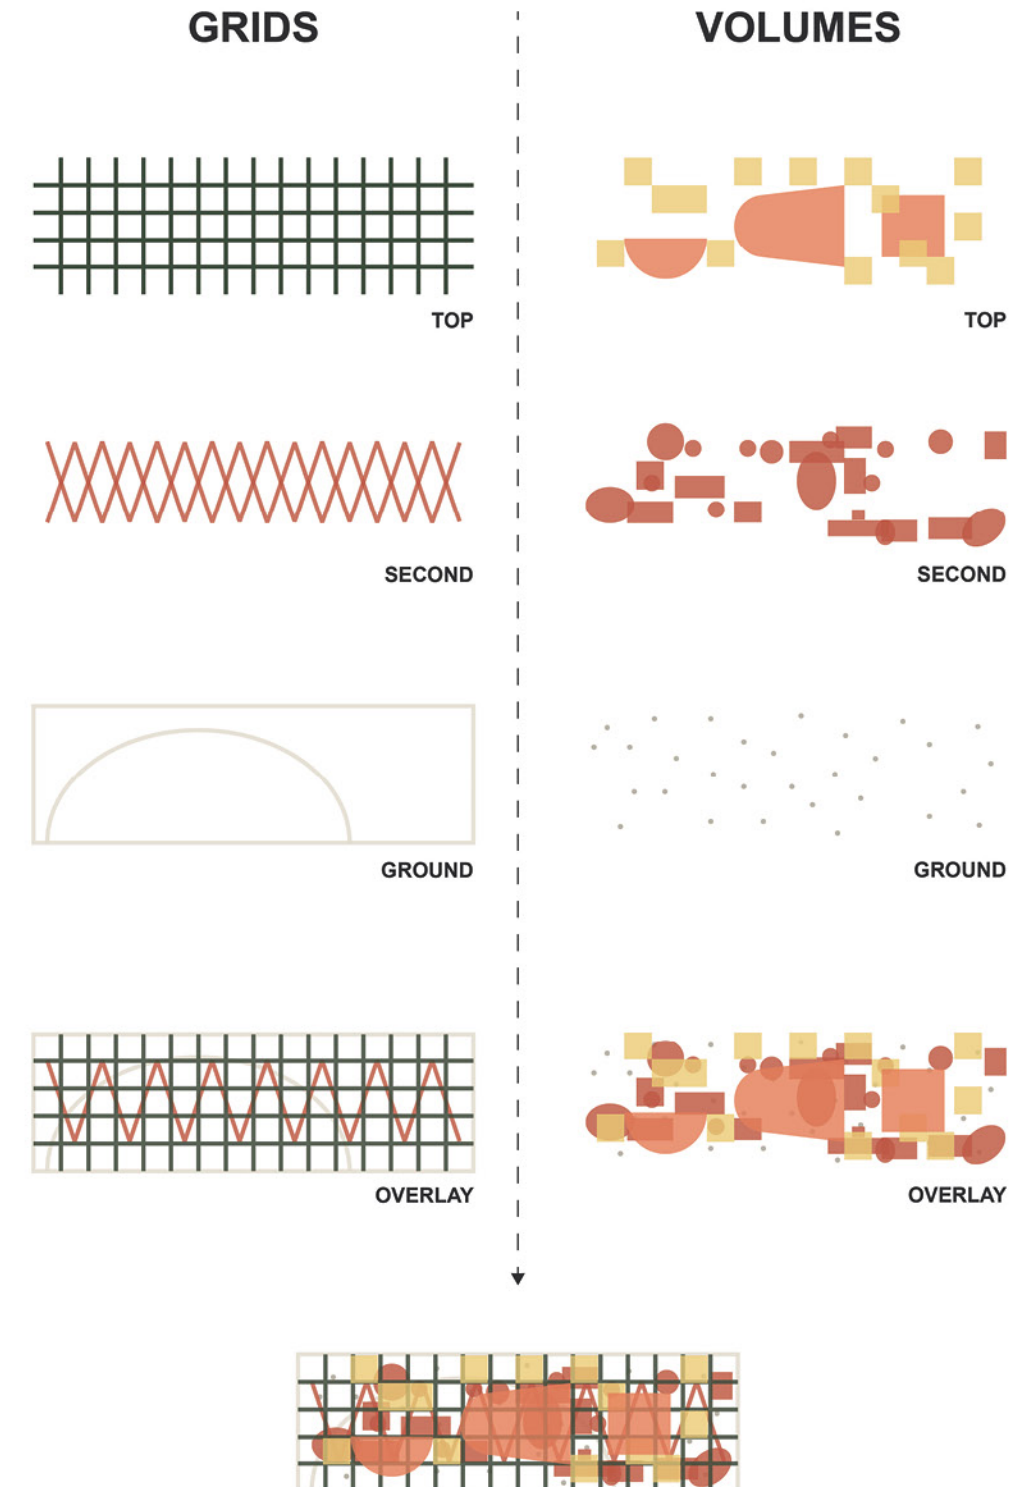 GRIDS
VOLUMES
TOP
TOP
SECOND
SECOND
GROUND
GROUND
OVERLAY
OVERLAY